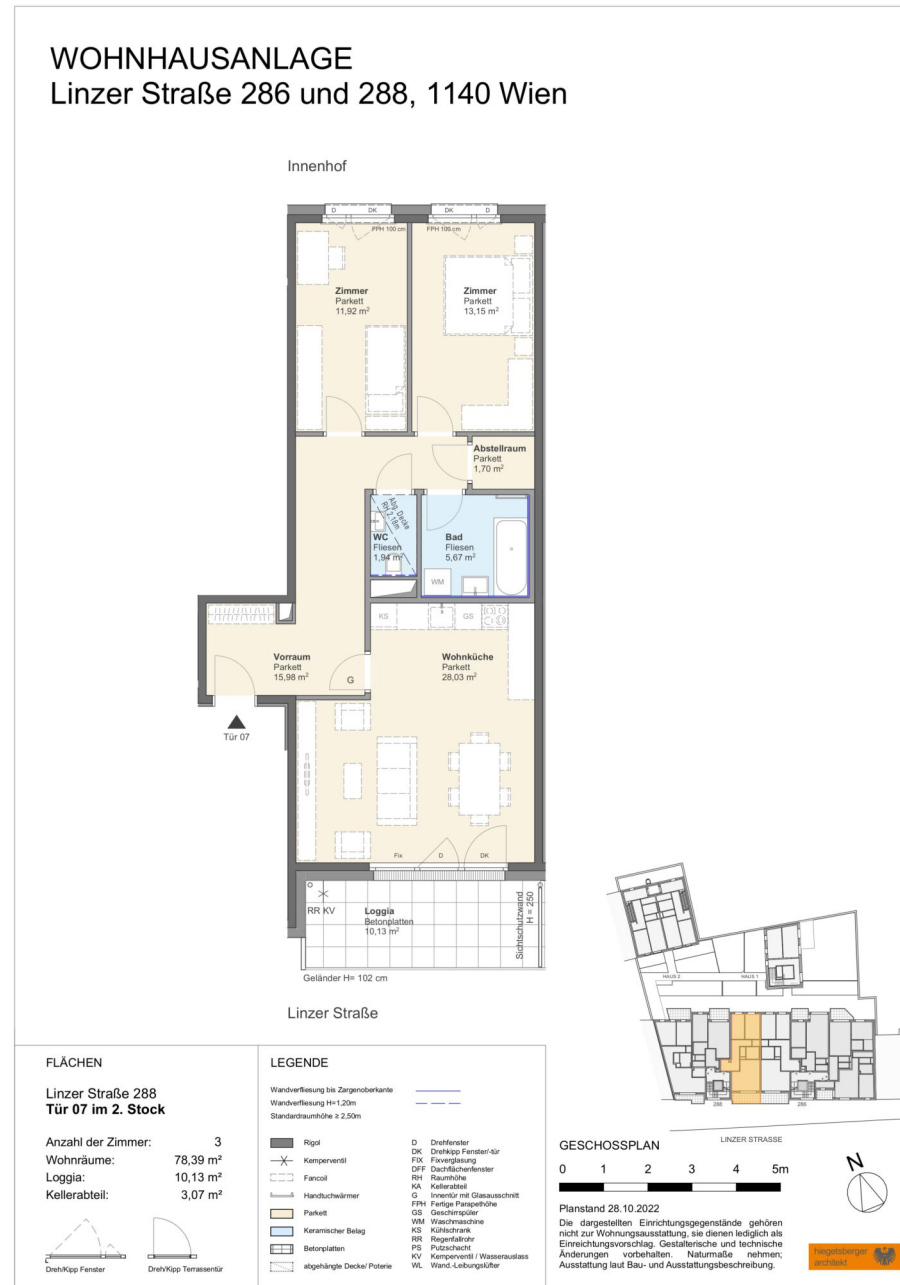 WOHNHAUSANLAGE
Linzer Straße 286 und 288, 1140 Wien
Innenhof
D DK
DK D
FPH 100 cm
FPH 100 cm
Zimmer
Parkett
11,92 m²
Zimmer
Parkett
13,15 m²
Abstellraum
Parkett
1,70 m²
Abg. Decke
RH 2,18m
WC
Fliesen
1,94 m²
Bad
Fliesen
5,67 m²
WM
KS
GS
Vorraum
Parkett
15,98 m²
G
Wohnküche
Parkett
28,03 m²
Tür 07
Fix D DK
RR KV
Loggia
Betonplatten
10,13 m²
Sichtschutzwand
H = 250
Geländer H= 102 cm
Linzer Straße
HAUS 2
HAUS 1
288
286
LINZER STRASSE
FLÄCHEN
Linzer Straße 288
Tür 07 im 2. Stock
Anzahl der Zimmer: 3
Wohnräume: 78,39 m²
Loggia: 10,13 m²
Kellerabteil: 3,07 m²
Dreh/Kipp Fenster
Dreh/Kipp Terrassentür
LEGENDE
Wandverfliesung bis Zargenoberkante
Wandverfliesung H=1,20m
Standardraumhöhe ≥ 2,50m
Rigol
Kemperventil
Fancoil
Handtuchwärmer
Parkett
Keramischer Belag
Betonplatten
abgehängte Decke/ Poterie
D Drehfenster
DK Drehkipp Fenster/-tür
FIX Fixverglasung
DFF Dachflächenfenster
RH Raumhöhe
KA Kellerabteil
G Innentür mit Glasausschnitt
FPH Fertige Parapethöhe
GS Geschirrspüler
WM Waschmaschine
KS Kühlschrank
RR Regenfallrohr
PS Putzschacht
KV Kemperventil / Wasserauslass
WL Wand.-Leibungslüfter
GESCHOSSPLAN
0 1 2 3 4 5m
Planstand 28.10.2022
Die dargestellten Einrichtungsgegenstände gehören
nicht zur Wohnungsausstattung, sie dienen lediglich als
Einreichtungsvorschlag. Gestalterische und technische
Änderungen vorbehalten. Naturmaße nehmen;
Ausstattung laut Bau- und Ausstattungsbeschreibung.
N
hiegetsberger
architekt